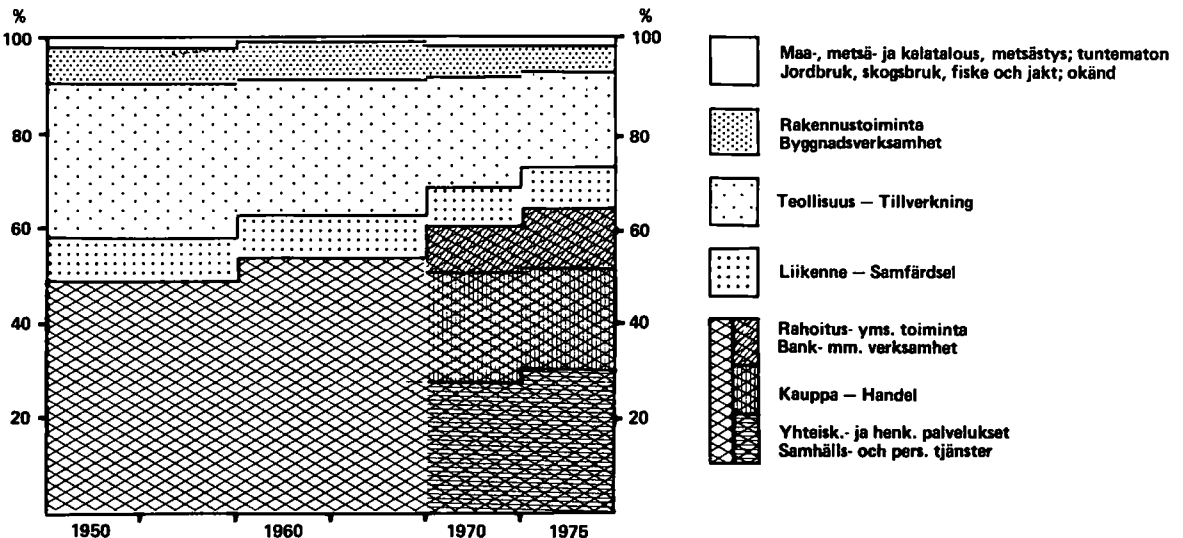 %
100
80
60
40
20
%
100
80
60
40
20
1950
1960
1970
1975
Maa-, metsä- ja kalatalous, metsästys; tuntematon
Jordbruk, skogsbruk, fiske och jakt; okänd
Rakennustoiminta
Byggnadsverksamhet
Teollisuus — Tillverkning
Liikenne — Samfärdsel
Rahoitus- yms. toiminta
Bank- mm. verksamhet
Kauppa — Handel
Yhteisk.- ja henk. palvelukset
Samhälls- och pers. tjänster